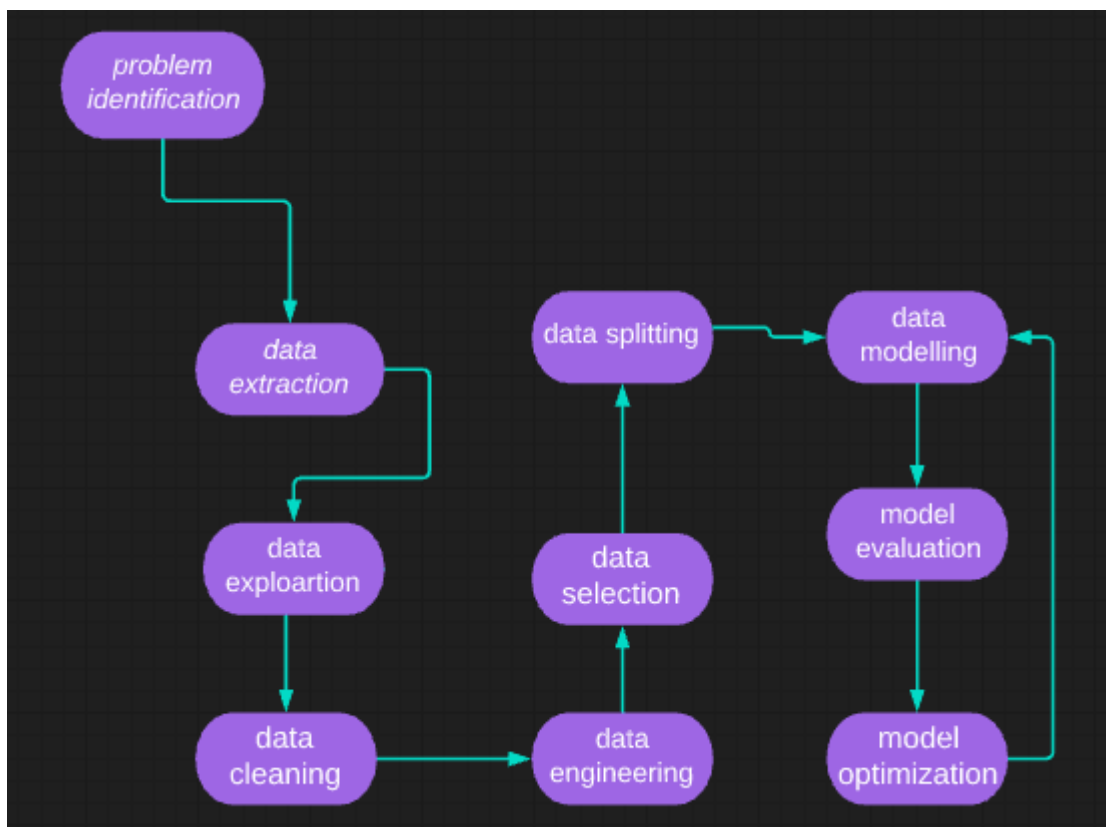 problem
identification
data
extraction
data
exploartion
data
cleaning
data
engineering
data
selection
data splitting
data
modelling
model
evaluation
model
optimization